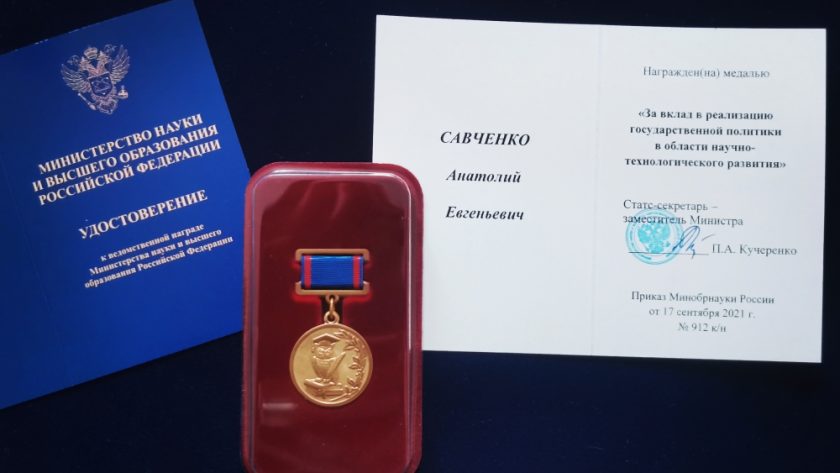 МИНИСТЕРСТВО НАУКИ
И ВЫСШЕГО ОБРАЗОВАНИЯ
РОССИЙСКОЙ ФЕДЕРАЦИИ
УДОСТОВЕРЕНИЕ
к ведомственной награде
Министерства науки и высшего
образования Российской Федерации
САВЧЕНКО
Анатолий
Евгеньевич
Награжден(на) медалью
«За вклад в реализацию
государственной политики
в области научно-
технологического развития»
Статс-секретарь –
заместитель Министра
П.А. Кучеренко
Приказ Минобрнауки России
от 17 сентября 2021 г.
№ 912 к/н